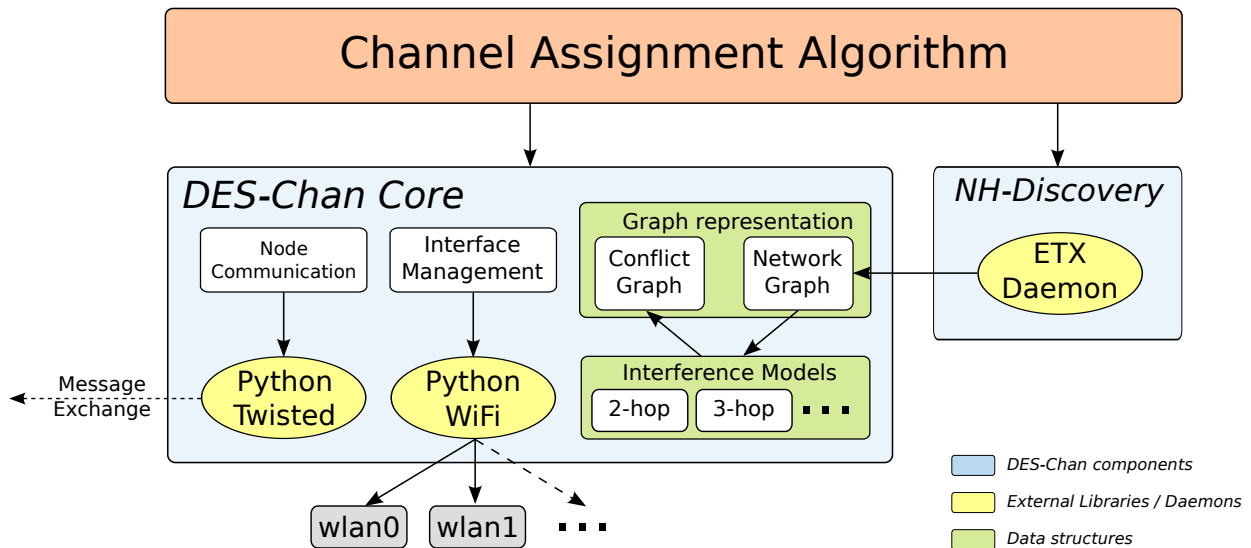 Channel Assignment Algorithm
DES-Chan Core
NH-Discovery
Graph representation
Node
Communication
Interface
Management
Conflict
Graph
Network
Graph
ETX
Daemon
Message
Exchange
Python
Twisted
Python
WiFi
Interference Models
2-hop
3-hop
wlan0
wlan1
DES-Chan components
External Libraries / Daemons
Data structures